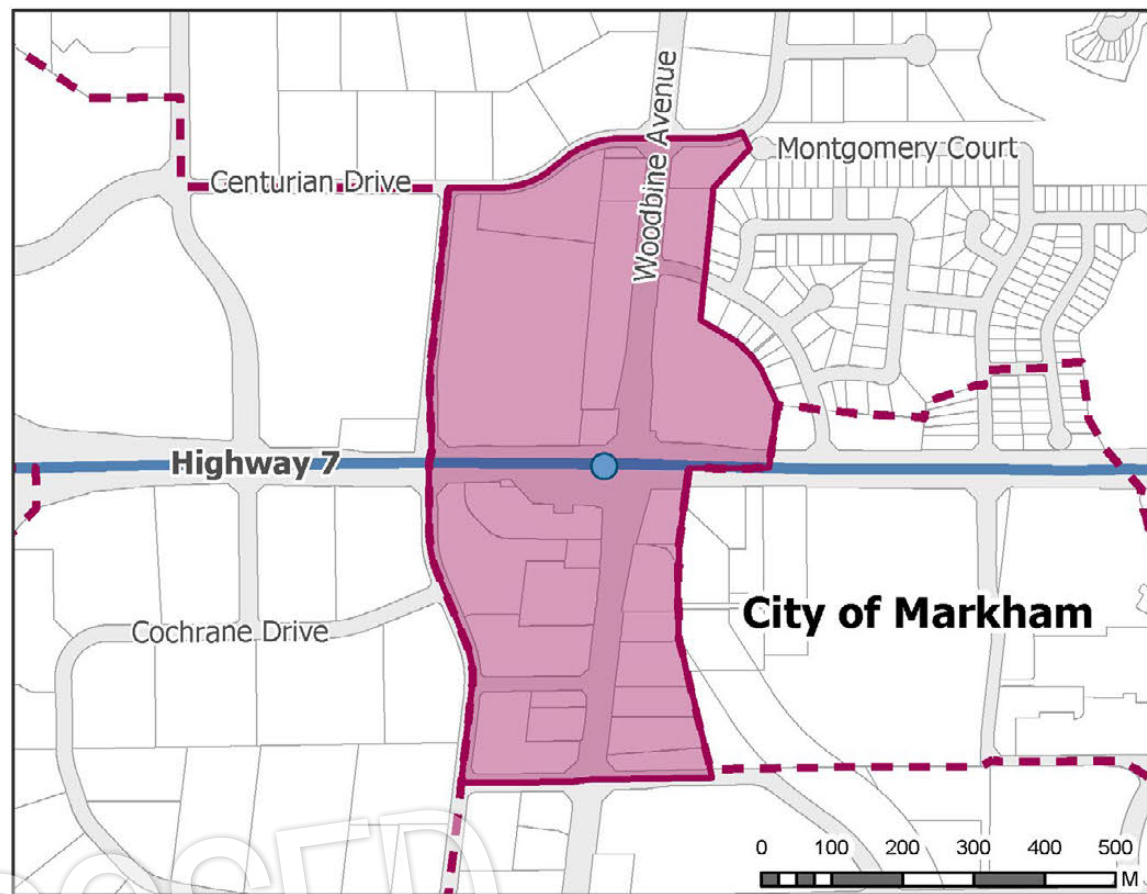 Woodbine Avenue
Montgomery Court
Centurian Drive
Highway 7
City of Markham
Cochrane Drive
0 100 200 300 400 500
M
OSED